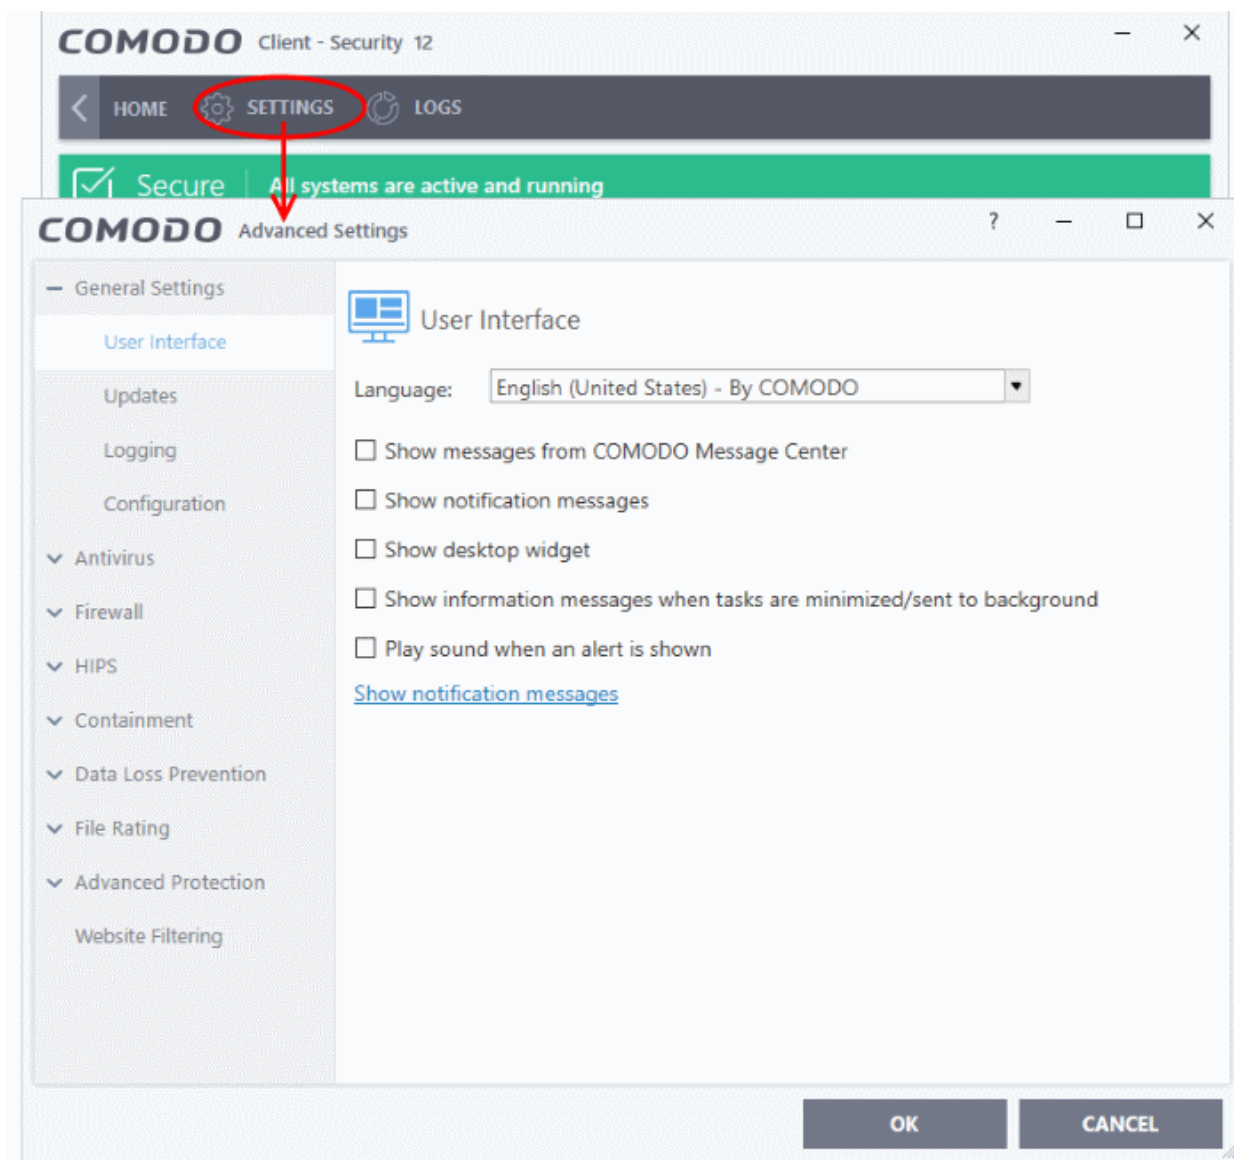 COMODO Client - Security 12
HOME SETTINGS LOGS
Secure All systems are active and running
COMODO Advanced Settings ?
General Settings
User Interface
Updates
Logging
Configuration
Antivirus
Firewall
HIPS
Containment
Data Loss Prevention
File Rating
Advanced Protection
Website Filtering
User Interface
Language: English (United States) - By COMODO
Show messages from COMODO Message Center
Show notification messages
Show desktop widget
Show information messages when tasks are minimized/sent to background
Play sound when an alert is shown
Show notification messages
OK CANCEL